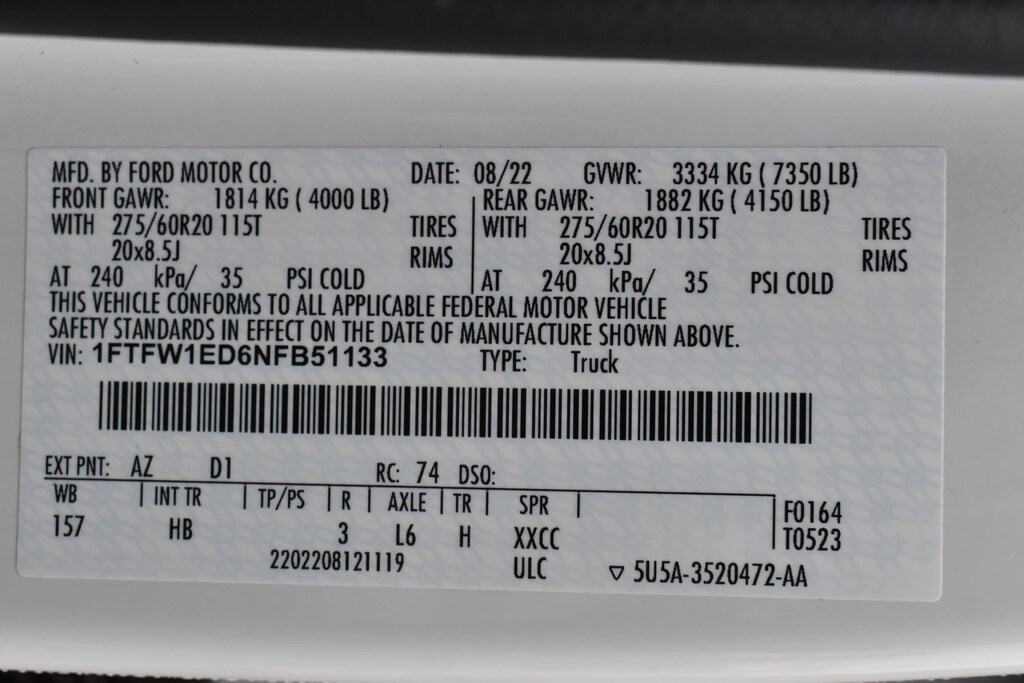 MFD. BY FORD MOTOR CO. DATE: 08/22 GVWR: 3334 KG ( 7350 LB)
FRONT GAWR: 1814 KG ( 4000 LB) REAR GAWR: 1882 KG ( 4150 LB)
WITH 275/60R20 115T TIRES WITH 275/60R20 115T TIRES
20x8.5J RIMS 20x8.5J RIMS
AT 240 kPa/ 35 PSI COLD AT 240 kPa/ 35 PSI COLD
THIS VEHICLE CONFORMS TO ALL APPLICABLE FEDERAL MOTOR VEHICLE
SAFETY STANDARDS IN EFFECT ON THE DATE OF MANUFACTURE SHOWN ABOVE.
VIN: 1FTFW1ED6NFB51133 TYPE: Truck
EXT PNT: AZ D1 RC: 74 DSO:
WB INT TR TP/PS R AXLE TR SPR F0164
157 HB 3 L6 H XXCC T0523
2202208121119 ULC ▽ 5U5A-3520472-AA